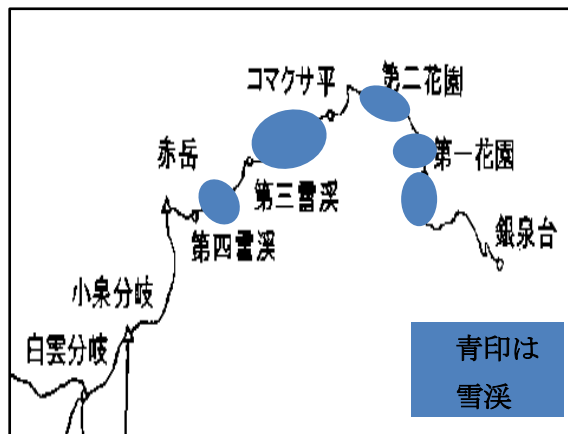 コマクサ平
第二花園
赤岳
第一花園
第三雪渓
第四雪渓
銀泉台
小泉分岐
白雲分岐
青印は
雪渓